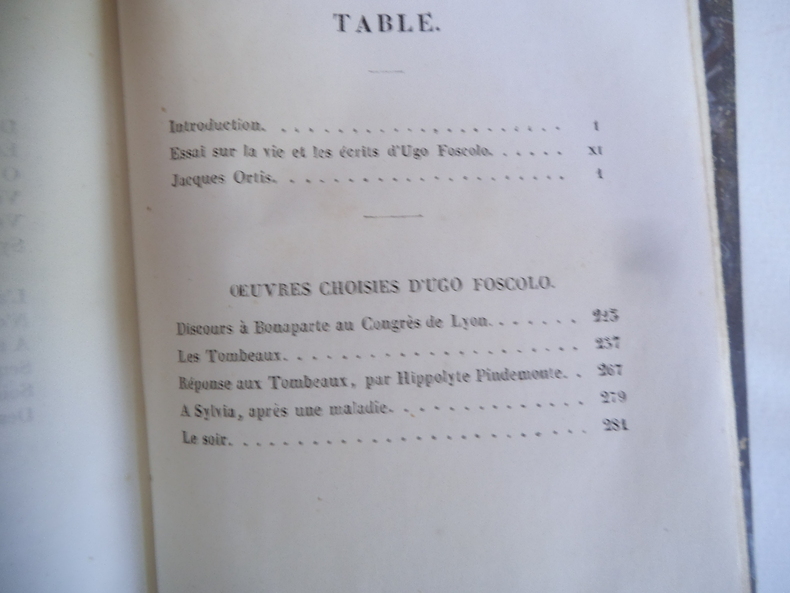 TABLE.
Introduction. . . . . . . . . . . . . . . . . . . . . . I
Essai sur la vie et les écrits d'Ugo Foscolo. . . . . . XI
Jacques Ortis. . . . . . . . . . . . . . . . . . . . . 1
ŒUVRES CHOISIES D'UGO FOSCOLO.
Discours à Bonaparte au Congrès de Lyon. . . . . . .
Les Tombeaux. . . . . . . . . . . . . . . . . . . 257
Réponse aux Tombeaux, par Hippolyte Pindemonte. . 267
A Sylvia, après une maladie. . . . . . . . . . . . 279
Le soir. . . . . . . . . . . . . . . . . . . . . . 281